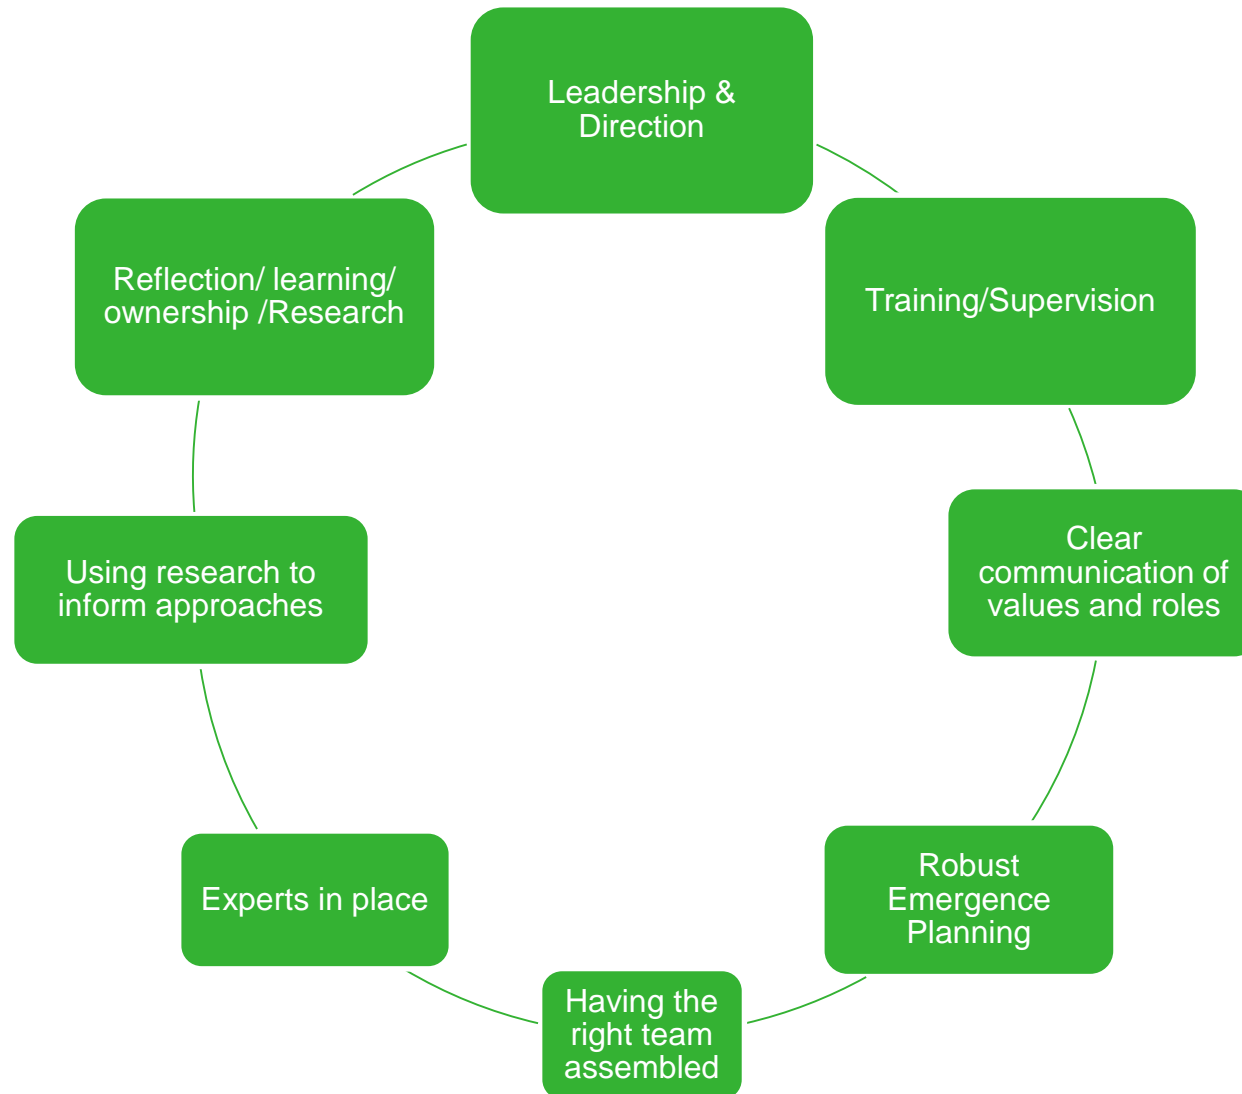 Leadership &
Direction
Training/Supervision
Clear
communication of
values and roles
Robust
Emergence
Planning
Having the
right team
assembled
Experts in place
Using research to
inform approaches
Reflection/ learning/
ownership /Research